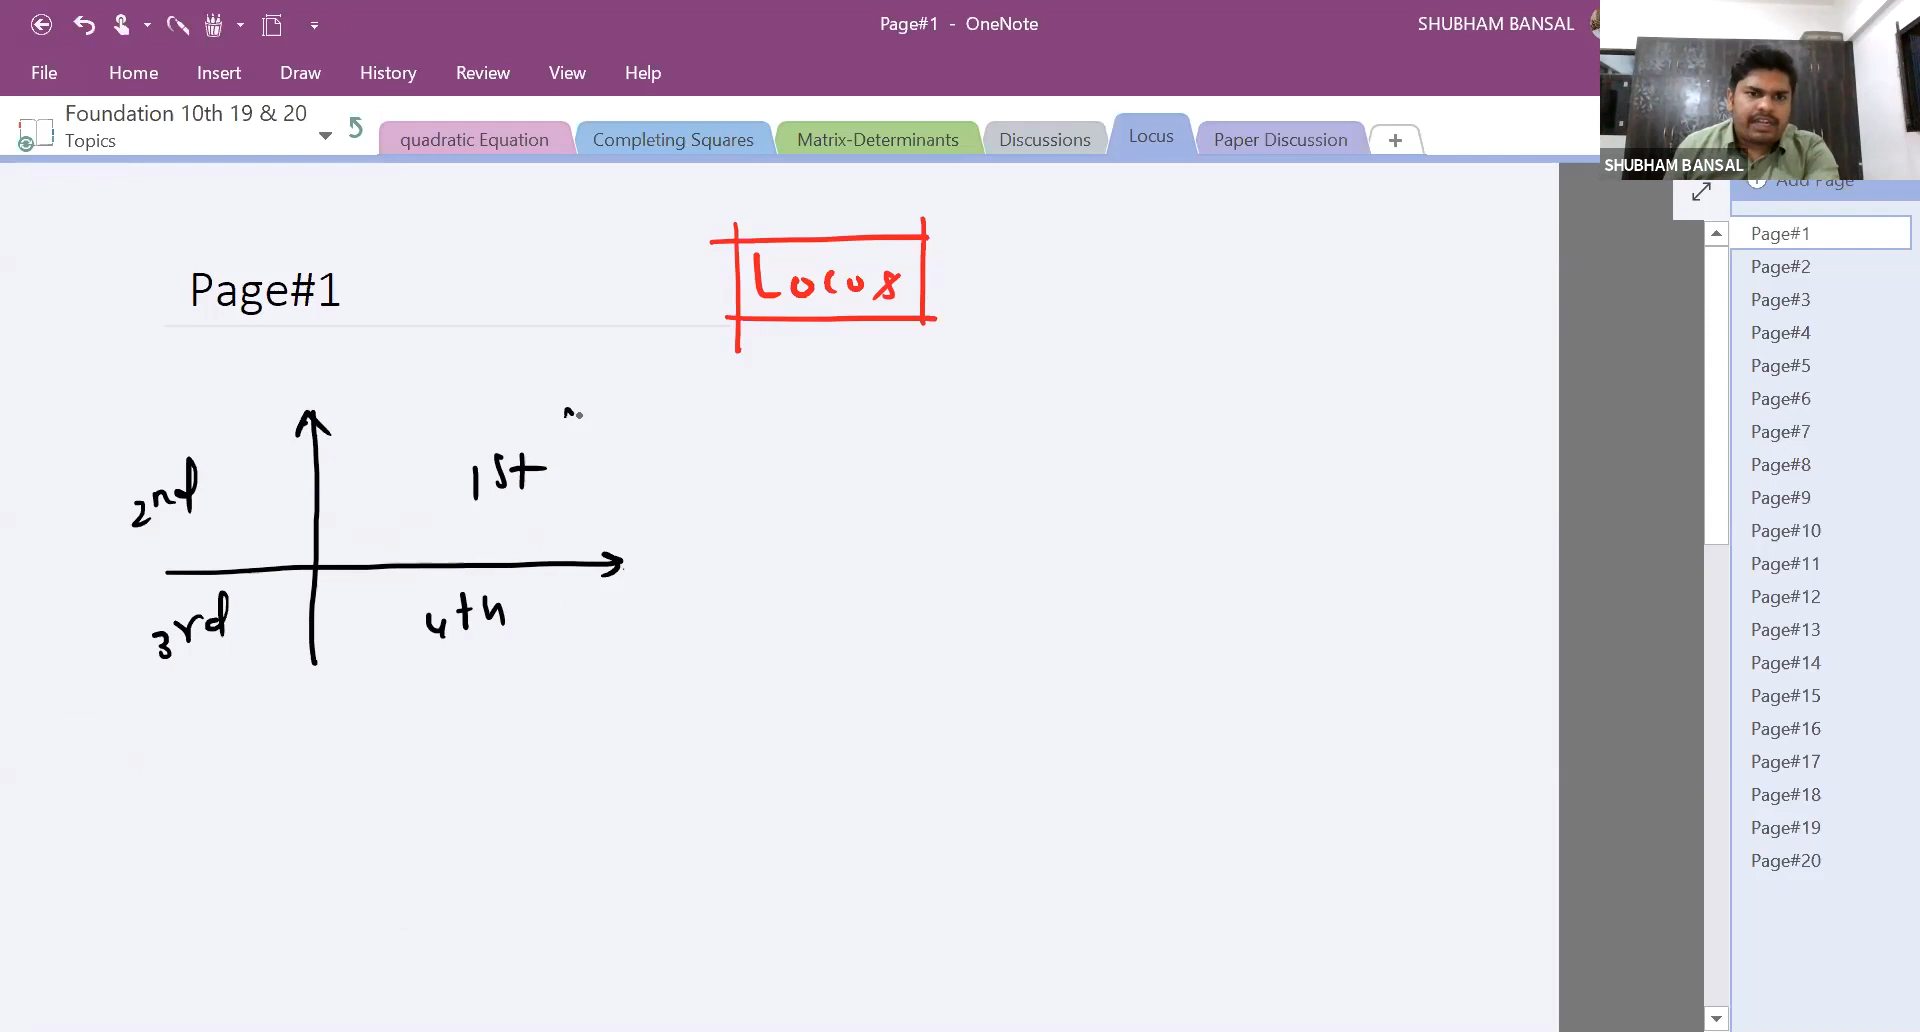 Page#1 - OneNote
SHUBHAM BANSAL
File Home Insert Draw History Review View Help
Foundation 10th 19 & 20
Topics
quadratic Equation
Completing Squares
Matrix-Determinants
Discussions
Locus
Paper Discussion
+
SHUBHAM BANSAL
Add Page
Page#1
Locus
1st
2nd
3rd
4th
Page#1
Page#2
Page#3
Page#4
Page#5
Page#6
Page#7
Page#8
Page#9
Page#10
Page#11
Page#12
Page#13
Page#14
Page#15
Page#16
Page#17
Page#18
Page#19
Page#20